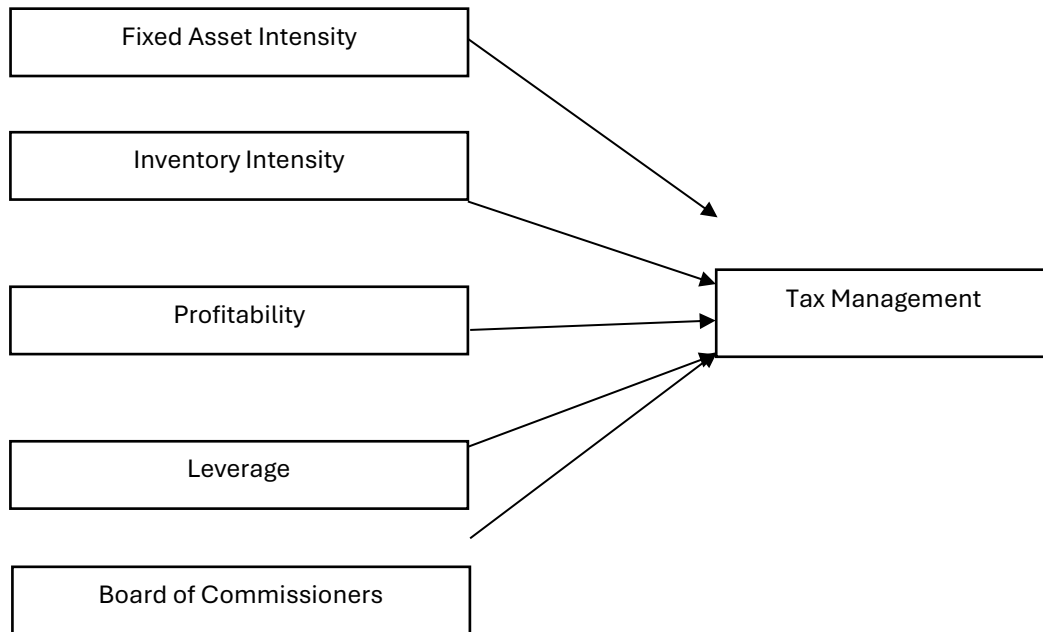 Fixed Asset Intensity
Inventory Intensity
Profitability
Tax Management
Leverage
Board of Commissioners